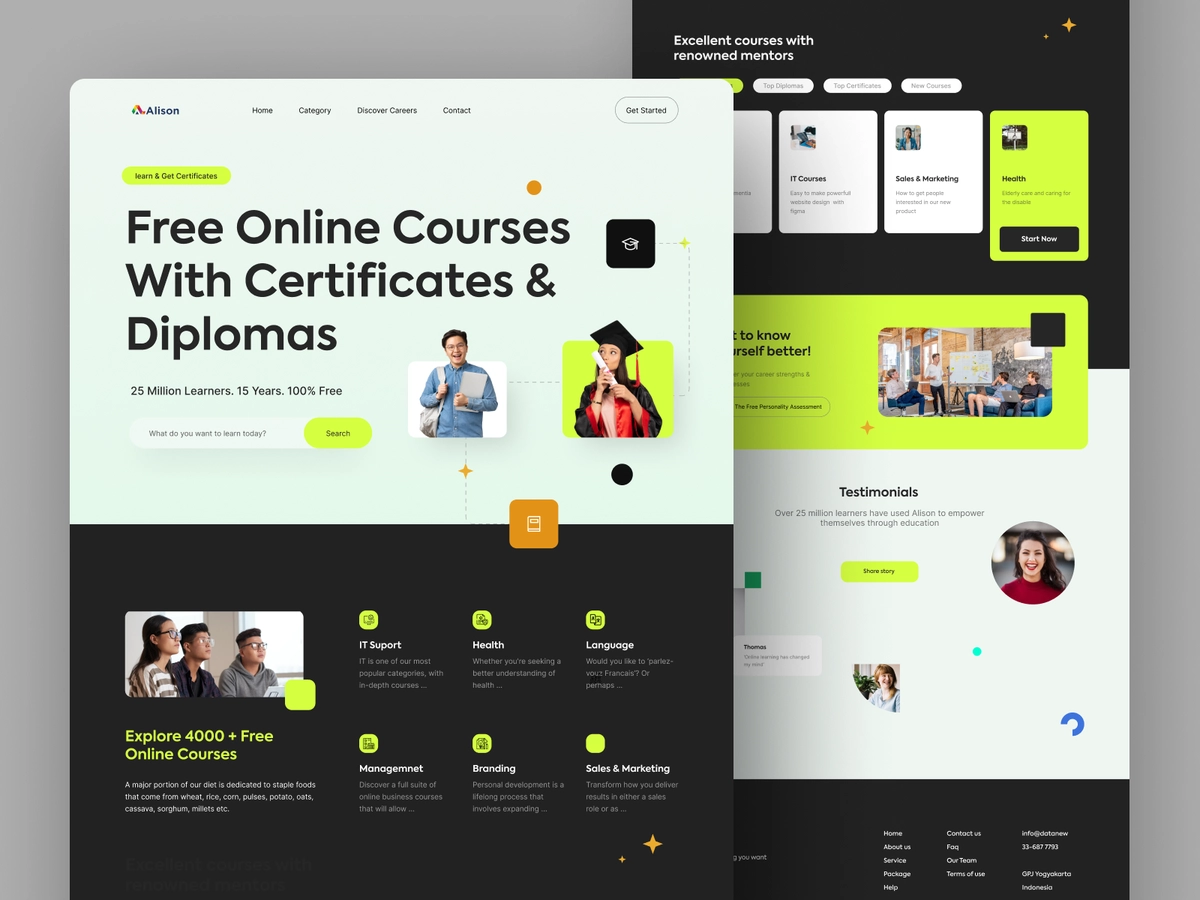 Alison
Home
Category
Discover Careers
Contact
Get Started
learn & Get Certificates
Free Online Courses
With Certificates &
Diplomas
25 Million Learners. 15 Years. 100% Free
What do you want to learn today?
Search
Explore 4000 + Free
Online Courses
A major portion of our diet is dedicated to staple foods
that come from wheat, rice, corn, pulses, potato, oats,
cassava, sorghum, millets etc.
IT Suport
IT is one of our most
popular categories, with
in-depth courses ...
Health
Whether you're seeking a
better understanding of
health ...
Language
Would you like to 'parlez-
vouz Francais'? Or
perhaps ...
Managemnet
Discover a full suite of
online business courses
that will allow ...
Branding
Personal development is a
lifelong process that
involves expanding ...
Sales & Marketing
Transform how you deliver
results in either a sales
role or as ...
Excellent courses with
renowned mentors
Excellent courses with
renowned mentors
Top Diplomas
Top Certificates
New Courses
IT Courses
Easy to make powerfull
website design with
figma
Sales & Marketing
How to get people
interested in our new
product
Health
Elderly care and caring for
the disable
Start Now
to know
better!
your career strengths &
The Free Personality Assessment
Testimonials
Over 25 million learners have used Alison to empower
themselves through education
Share story
Thomas
'Online learning has changed
my mind'
you want
Home
About us
Service
Package
Help
Contact us
Faq
Our Team
Terms of use
info@datanew
33-687 7793
GPJ Yogyakarta
Indonesia